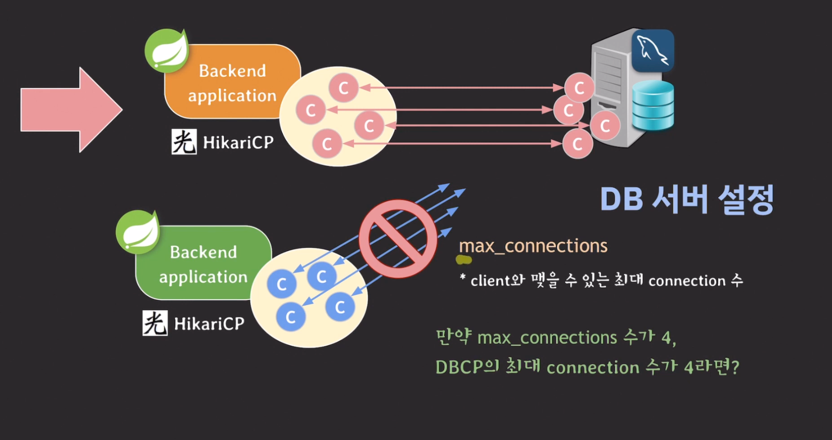 Backend
application
C
C
C
C
C
C
C
C
光 HikariCP
DB 서버 설정
Backend
application
C
C
C
C
光 HikariCP
max_connections
* client와 맺을 수 있는 최대 connection 수
만약 max_connections 수가 4,
DBCP의 최대 connection 수가 4라면?